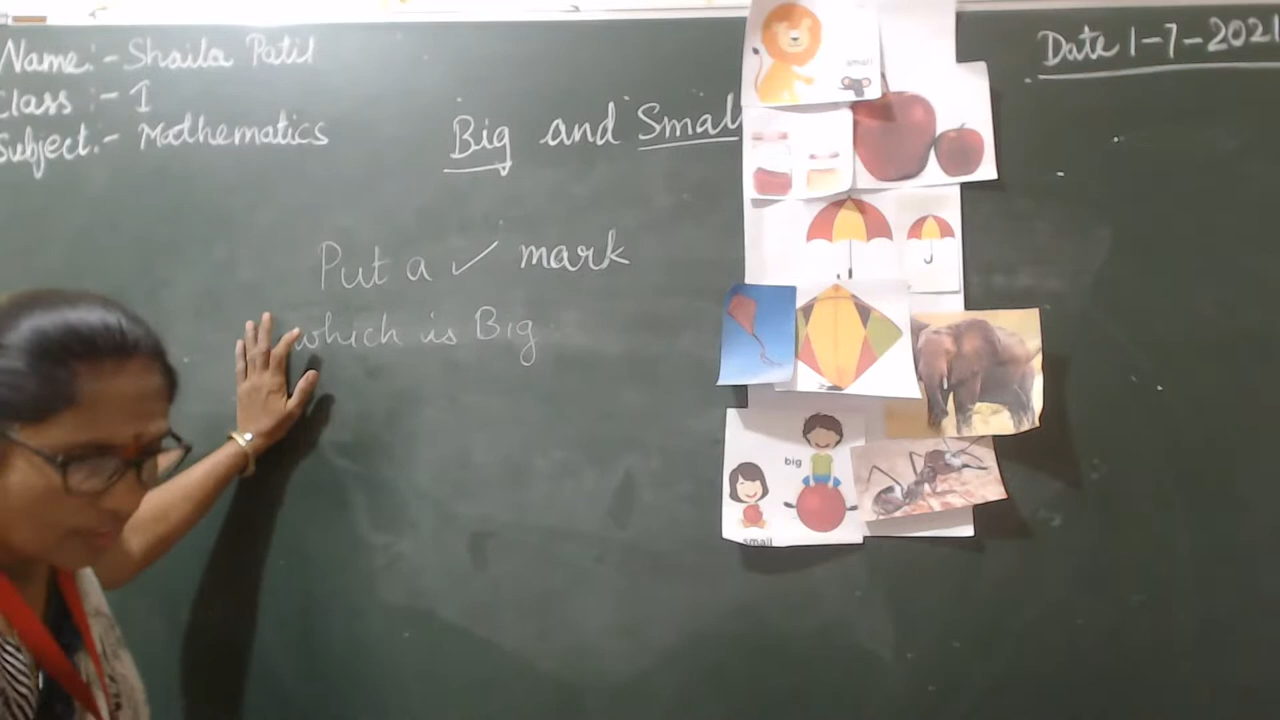 Name:- Shaila Patil
Class :- I
Subject:- Mathematics
Date 1-7-2021
Big and Small
Put a ✓ mark
which is Big
small
big
small